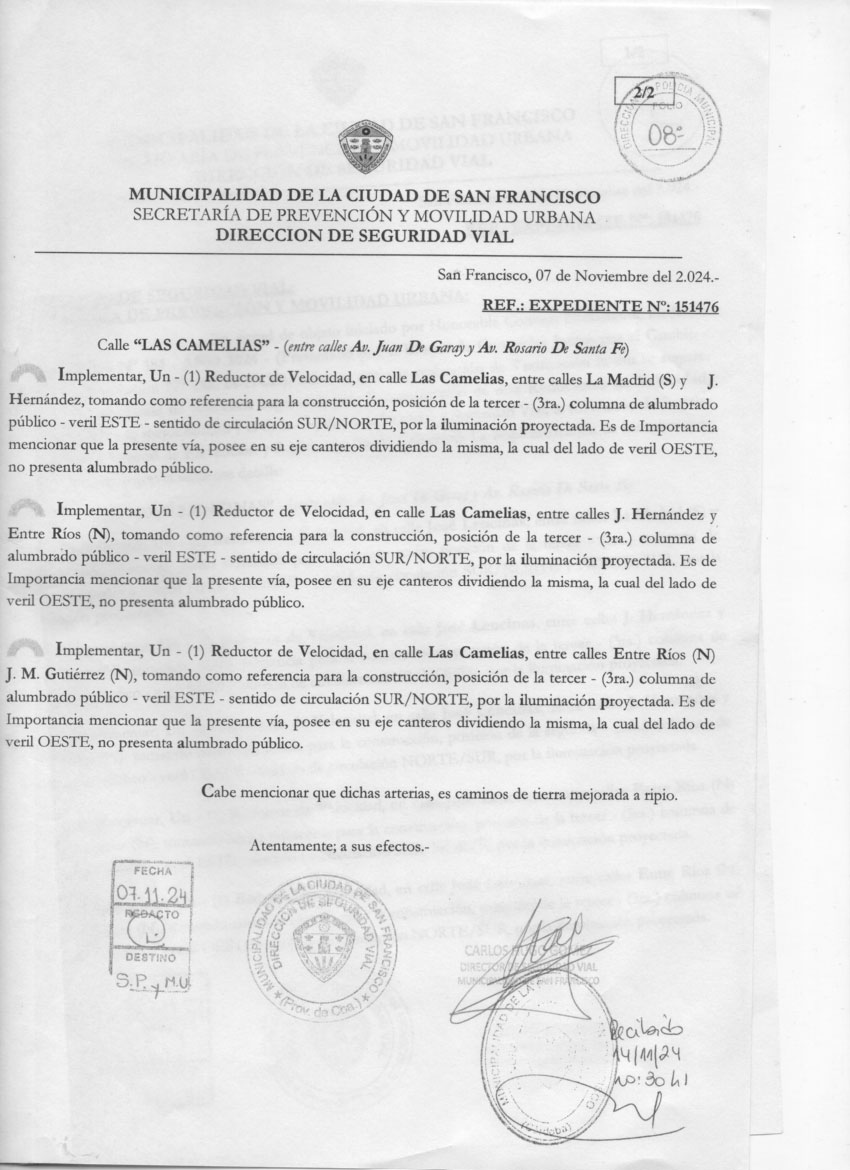 2/2
DIRECCIÓN POLICIA MUNICIPAL
FOLIO
08
MUNICIPALIDAD DE LA CIUDAD DE SAN FRANCISCO
SECRETARÍA DE PREVENCIÓN Y MOVILIDAD URBANA
DIRECCION DE SEGURIDAD VIAL
San Francisco, 07 de Noviembre del 2.024.-
REF.: EXPEDIENTE Nº: 151476
Calle “LAS CAMELIAS” - (entre calles Av. Juan De Garay y Av. Rosario De Santa Fe)
Implementar, Un - (1) Reductor de Velocidad, en calle Las Camelias, entre calles La Madrid (S) y J.
Hernández, tomando como referencia para la construcción, posición de la tercer - (3ra.) columna de alumbrado
público - veril ESTE - sentido de circulación SUR/NORTE, por la iluminación proyectada. Es de Importancia
mencionar que la presente vía, posee en su eje canteros dividiendo la misma, la cual del lado de veril OESTE,
no presenta alumbrado público.
Implementar, Un - (1) Reductor de Velocidad, en calle Las Camelias, entre calles J. Hernández y
Entre Ríos (N), tomando como referencia para la construcción, posición de la tercer - (3ra.) columna de
alumbrado público - veril ESTE - sentido de circulación SUR/NORTE, por la iluminación proyectada. Es de
Importancia mencionar que la presente vía, posee en su eje canteros dividiendo la misma, la cual del lado de
veril OESTE, no presenta alumbrado público.
Implementar, Un - (1) Reductor de Velocidad, en calle Las Camelias, entre calles Entre Ríos (N)
J. M. Gutiérrez (N), tomando como referencia para la construcción, posición de la tercer - (3ra.) columna de
alumbrado público - veril ESTE - sentido de circulación SUR/NORTE, por la iluminación proyectada. Es de
Importancia mencionar que la presente vía, posee en su eje canteros dividiendo la misma, la cual del lado de
veril OESTE, no presenta alumbrado público.
Cabe mencionar que dichas arterias, es caminos de tierra mejorada a ripio.
Atentamente; a sus efectos.-
FECHA
07.11.24
REDACTO
DESTINO
S.P. y M.U.
MUNICIPALIDAD DE LA CIUDAD DE SAN FRANCISCO
DIRECCIÓN DE SEGURIDAD VIAL
(Prov. de Cba.)
CARLOS
DIRECTOR VIAL
MUNICIPALIDAD DE SAN FRANCISCO
MUNICIPALIDAD DE LA
(Córdoba)
Recibido
14/11/24